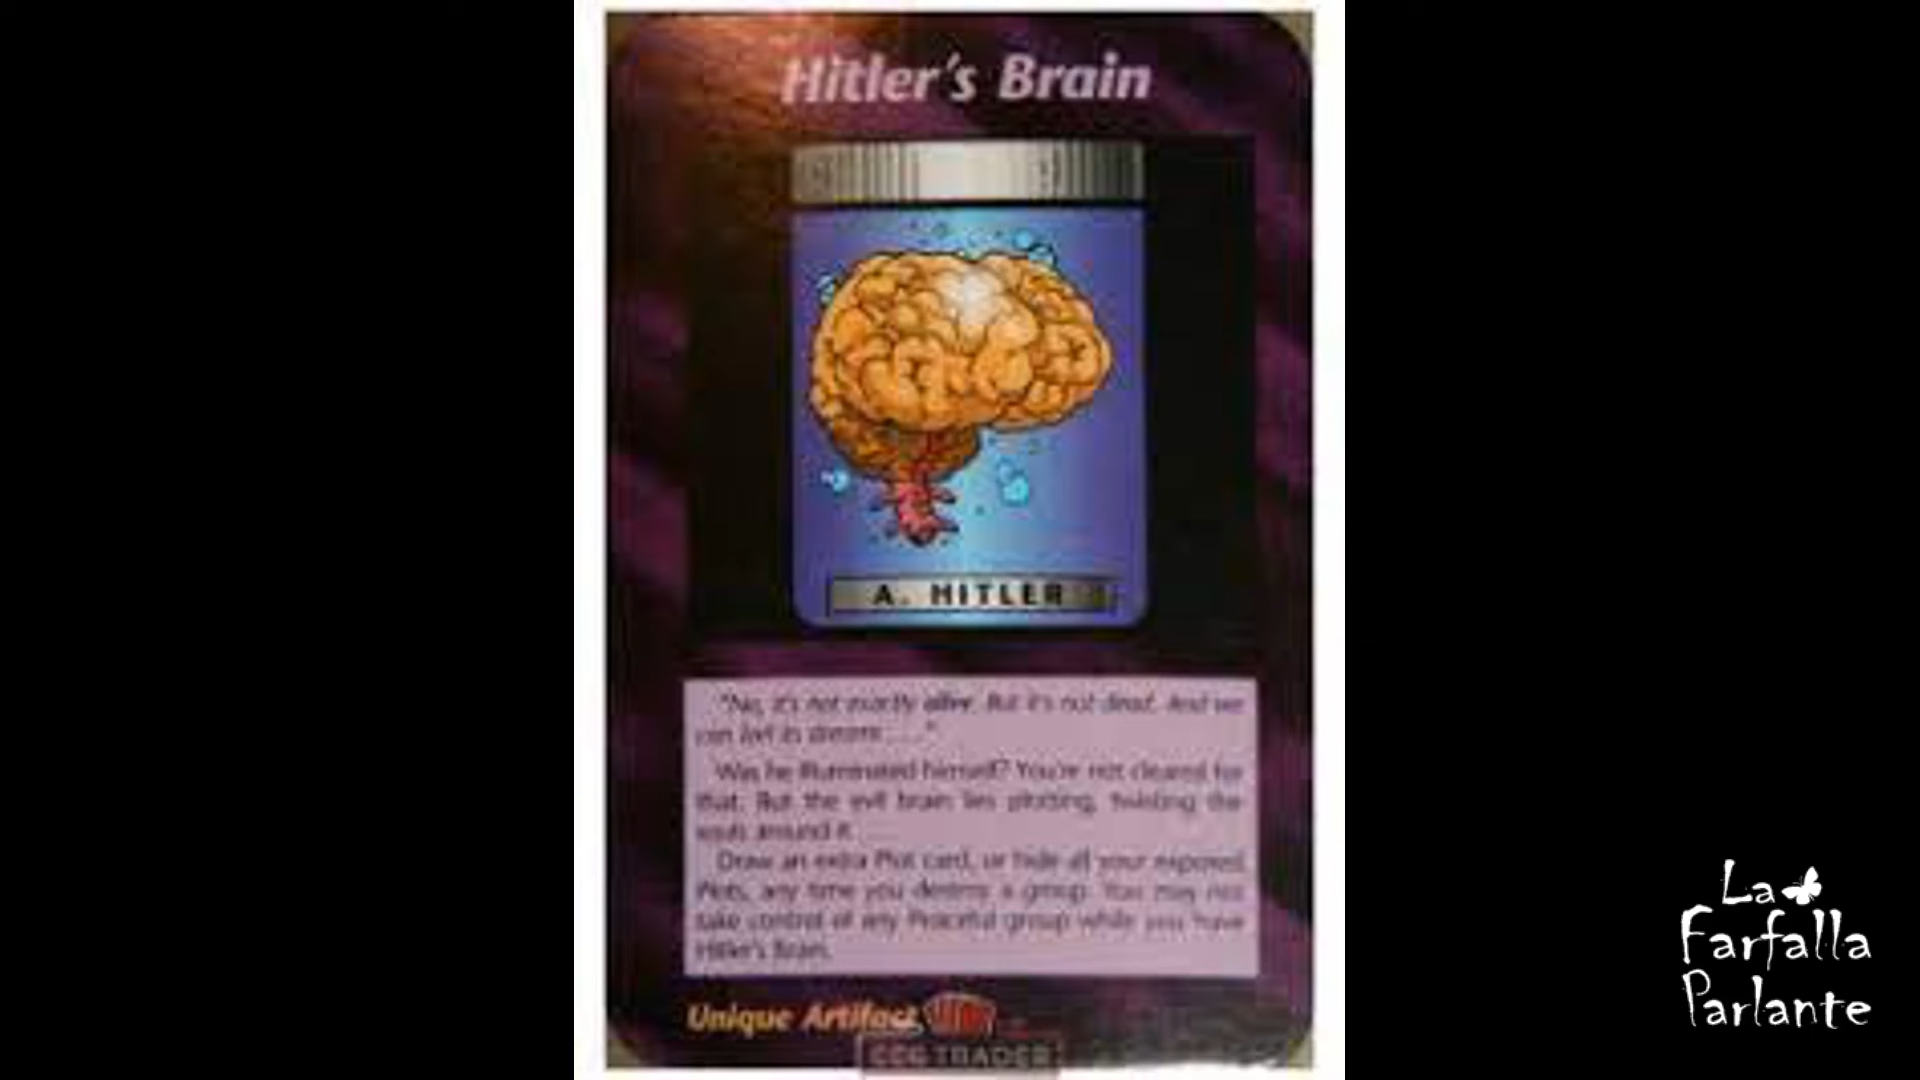 Hitler's Brain
A. HITLER
"No, it's not exactly alive. But it's not dead. And we
can
Was he Illuminated himself? You're not cleared for
that. But the evil brain lies plotting, twisting the
souls around it
Draw an extra Plot card, or hide all your exposed
Plots, any time you destroy a group. You may not
take control of any Peaceful group while you have
Hitler's Brain.
Unique Artifact
CCG TRADER
La
Farfalla
Parlante